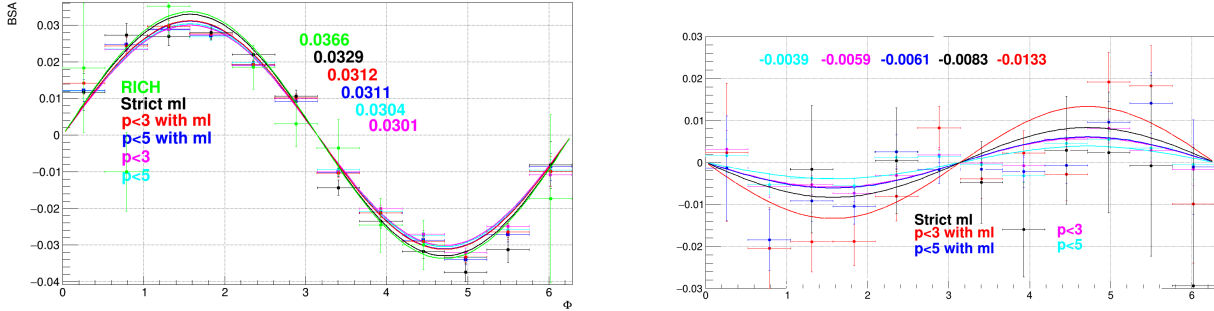 BSA
0.03
0.02
0.01
0
−0.01
−0.02
−0.03
−0.04
0 1 2 3 4 5 6 Φ
0.0366
0.0329
0.0312
0.0311
0.0304
0.0301
RICH
Strict ml
p<3 with ml
p<5 with ml
p<3
p<5
0.03
0.02
0.01
0
−0.01
−0.02
−0.03
0 1 2 3 4 5 6
-0.0039 -0.0059 -0.0061 -0.0083 -0.0133
Strict ml
p<3 with ml p<3
p<5 with ml p<5